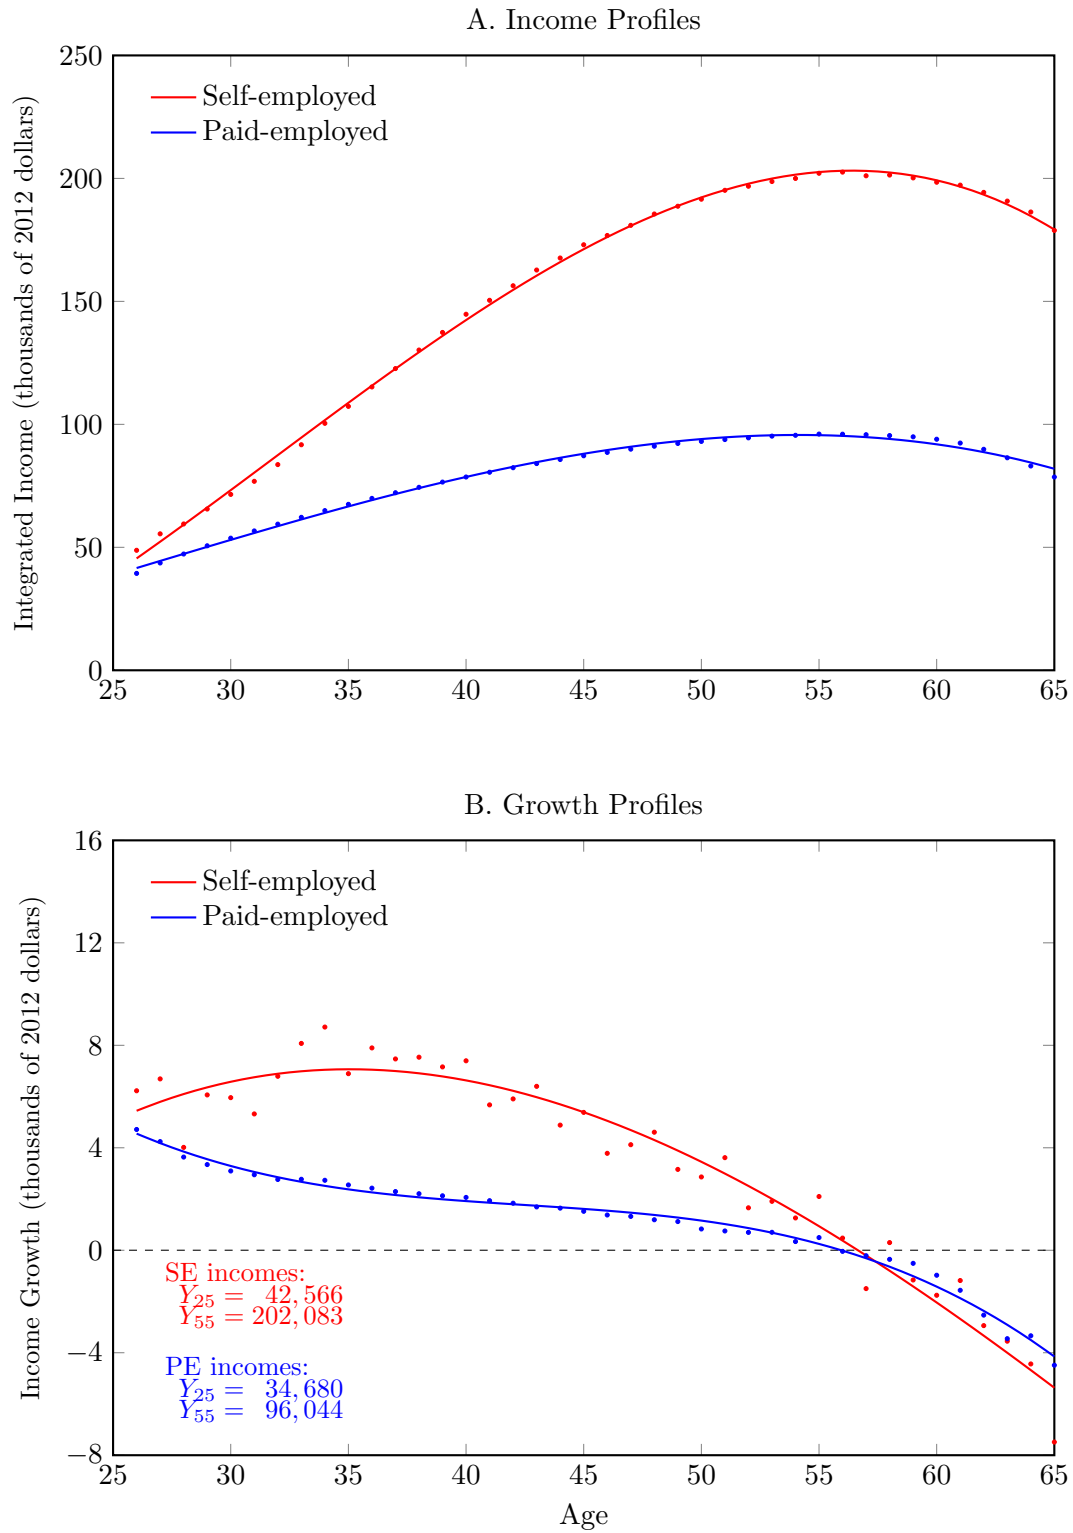 A. Income Profiles
250
200
150
100
50
0
Integrated Income (thousands of 2012 dollars)
Self-employed
Paid-employed
25 30 35 40 45 50 55 60 65
B. Growth Profiles
16
12
8
4
0
−4
−8
Income Growth (thousands of 2012 dollars)
Self-employed
Paid-employed
SE incomes:
Y25 = 42,566
Y55 = 202,083
PE incomes:
Y25 = 34,680
Y55 = 96,044
25 30 35 40 45 50 55 60 65
Age